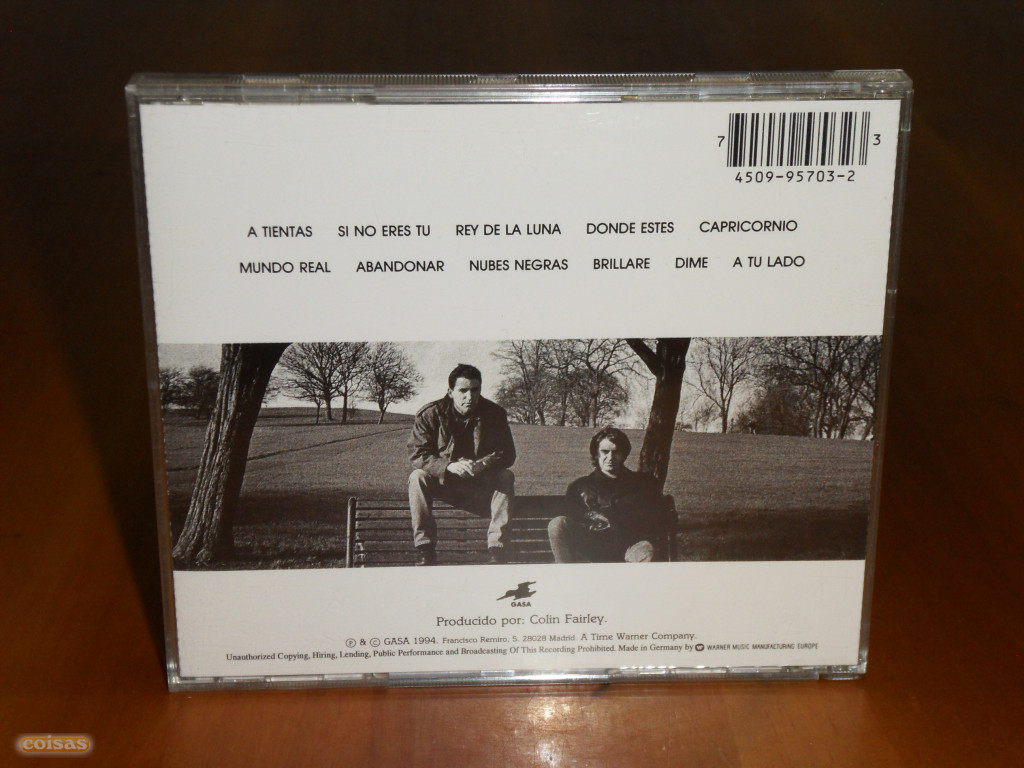 7 3
4509-95703-2
A TIENTAS SI NO ERES TU REY DE LA LUNA DONDE ESTES CAPRICORNIO
MUNDO REAL ABANDONAR NUBES NEGRAS BRILLARE DIME A TU LADO
GASA
Producido por: Colin Fairley.
℗ & © GASA 1994. Francisco Remiro, 5. 28028 Madrid. A Time Warner Company.
Unauthorized Copying, Hiring, Lending, Public Performance and Broadcasting Of This Recording Prohibited. Made in Germany by WARNER MUSIC MANUFACTURING EUROPE
coisas